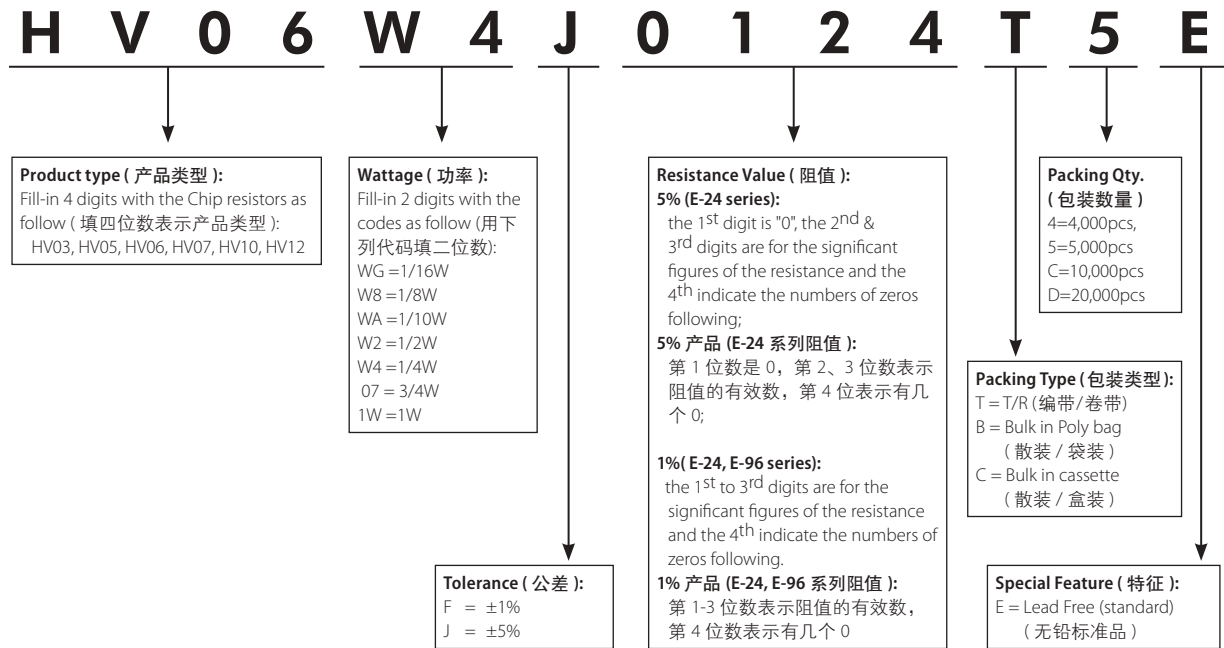 H V 0 6 W 4 J 0 1 2 4 T 5 E
Product type ( 产品类型 ):
Fill-in 4 digits with the Chip resistors as
follow ( 填四位数表示产品类型 ):
HV03, HV05, HV06, HV07, HV10, HV12
Wattage ( 功率 ):
Fill-in 2 digits with the
codes as follow (用下
列代码填二位数):
WG =1/16W
W8 =1/8W
WA =1/10W
W2 =1/2W
W4 =1/4W
07 = 3/4W
1W =1W
Tolerance ( 公差 ):
F = ±1%
J = ±5%
Resistance Value ( 阻值 ):
5% (E-24 series):
the 1st digit is "0", the 2nd &
3rd digits are for the significant
figures of the resistance and the
4th indicate the numbers of zeros
following;
5% 产品 (E-24 系列阻值 ):
第 1 位数是 0，第 2、3 位数表示
阻值的有效数，第 4 位表示有几
个 0;
1%( E-24, E-96 series):
the 1st to 3rd digits are for the
significant figures of the resistance
and the 4th indicate the numbers of
zeros following.
1% 产品 (E-24, E-96 系列阻值 ):
第 1-3 位数表示阻值的有效数，
第 4 位数表示有几个 0
Packing Qty.
( 包装数量 )
4=4,000pcs,
5=5,000pcs
C=10,000pcs
D=20,000pcs
Packing Type ( 包装类型):
T = T/R (编带/卷带)
B = Bulk in Poly bag
( 散装 / 袋装 )
C = Bulk in cassette
( 散装 / 盒装 )
Special Feature ( 特征 ):
E = Lead Free (standard)
( 无铅标准品 )